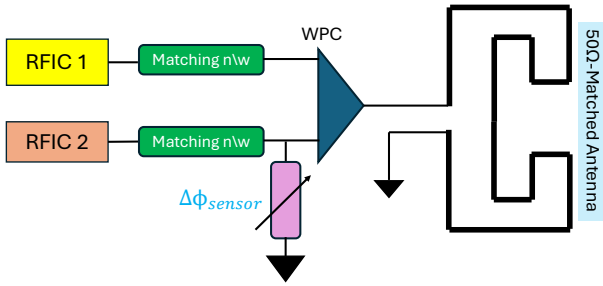 WPC
RFIC 1
Matching n\w
RFIC 2
Matching n\w
Δϕsensor
50Ω-Matched Antenna